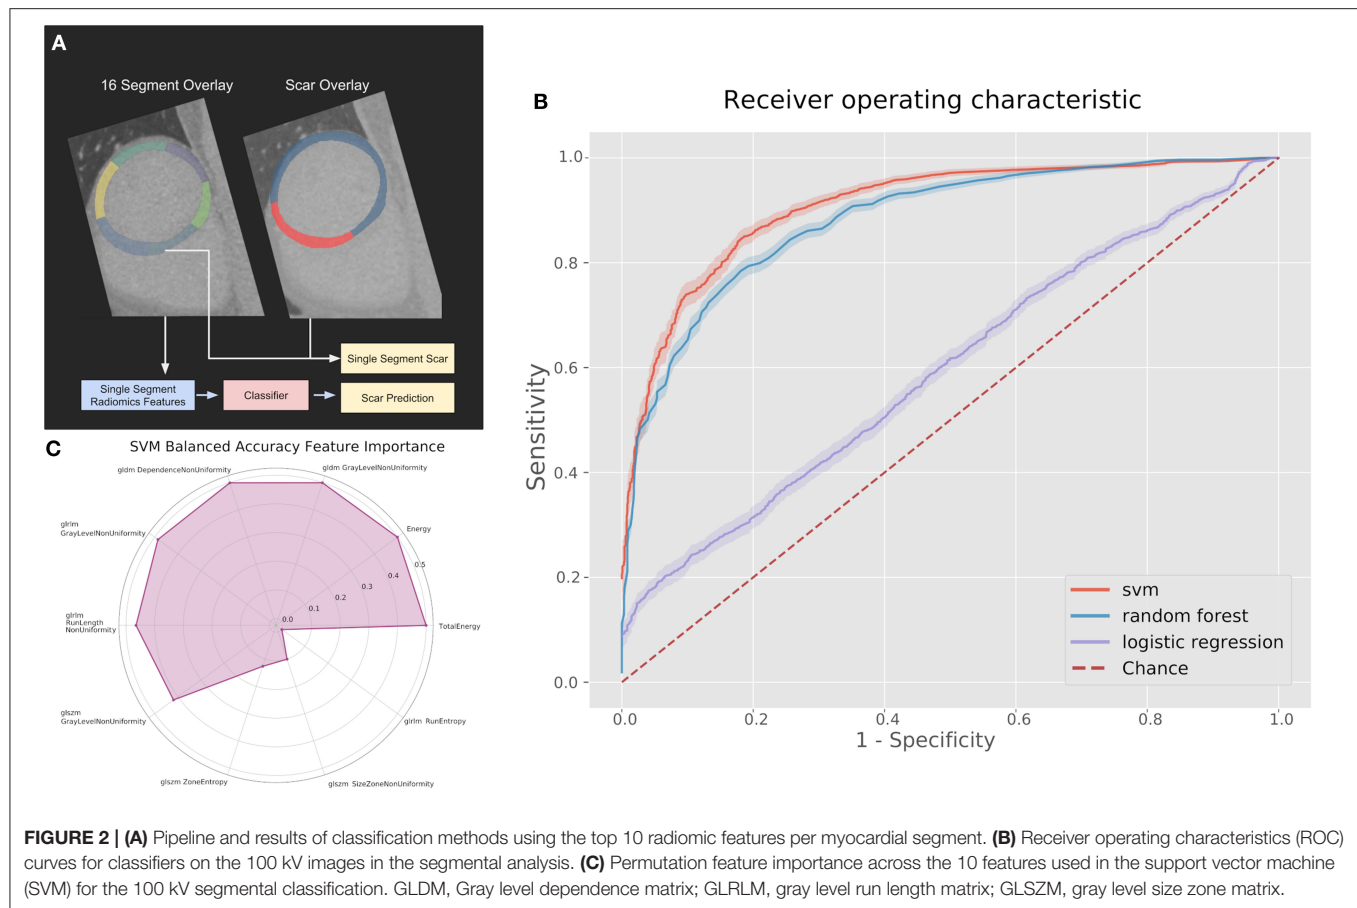 A
16 Segment Overlay
Scar Overlay
Single Segment Scar
Single Segment
Radiomics Features
Classifier
Scar Prediction
B
Receiver operating characteristic
Sensitivity
1.0
0.8
0.6
0.4
0.2
0.0
0.0
0.2
0.4
0.6
0.8
1.0
1 - Specificity
svm
random forest
logistic regression
Chance
C
SVM Balanced Accuracy Feature Importance
gldm DependenceNonUniformity
gldm GrayLevelNonUniformity
glrlm
GrayLevelNonUniformity
Energy
0.5
0.4
0.3
0.2
0.1
0.0
glrlm
RunLength
NonUniformity
TotalEnergy
glszm
GrayLevelNonUniformity
glrlm RunEntropy
glszm ZoneEntropy
glszm SizeZoneNonUniformity
FIGURE 2 | (A) Pipeline and results of classification methods using the top 10 radiomic features per myocardial segment. (B) Receiver operating characteristics (ROC)
curves for classifiers on the 100 kV images in the segmental analysis. (C) Permutation feature importance across the 10 features used in the support vector machine
(SVM) for the 100 kV segmental classification. GLDM, Gray level dependence matrix; GLRLM, gray level run length matrix; GLSZM, gray level size zone matrix.